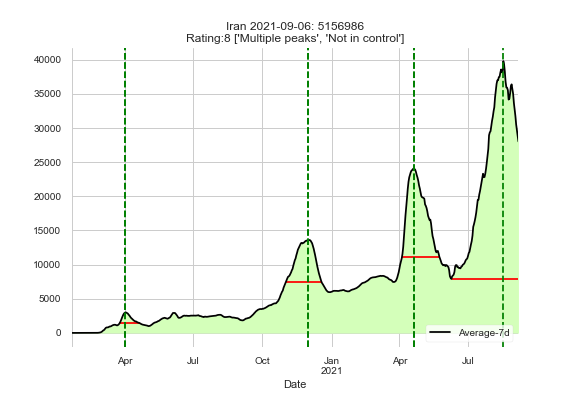 Iran 2021-09-06: 5156986
Rating:8 ['Multiple peaks', 'Not in control']
40000
35000
30000
25000
20000
15000
10000
5000
0
Average-7d
Apr Jul Oct Jan Apr Jul
2021
Date